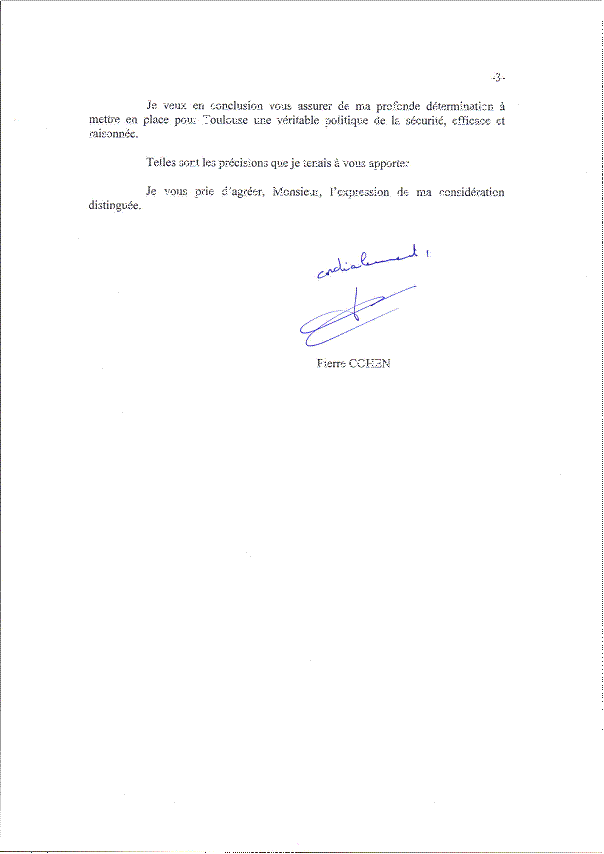 -3-
Je veux en conclusion vous assurer de ma profonde détermination à
mettre en place pour Toulouse une véritable politique de la sécurité, efficace et
raisonnée.
Telles sont les précisions que je tenais à vous apporter
Je vous prie d'agréer, Monsieur, l'expression de ma considération
distinguée.
cordialement
Pierre COHEN